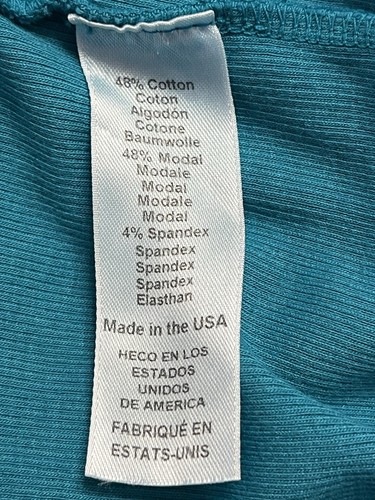 48% Cotton
Coton
Algodón
Cotone
Baumwolle
48% Modal
Modale
Modal
Modale
Modal
4% Spandex
Spandex
Spandex
Spandex
Elasthan
Made in the USA
HECO EN LOS
ESTADOS
UNIDOS
DE AMERICA
FABRIQUÉ EN
ESTATS-UNIS